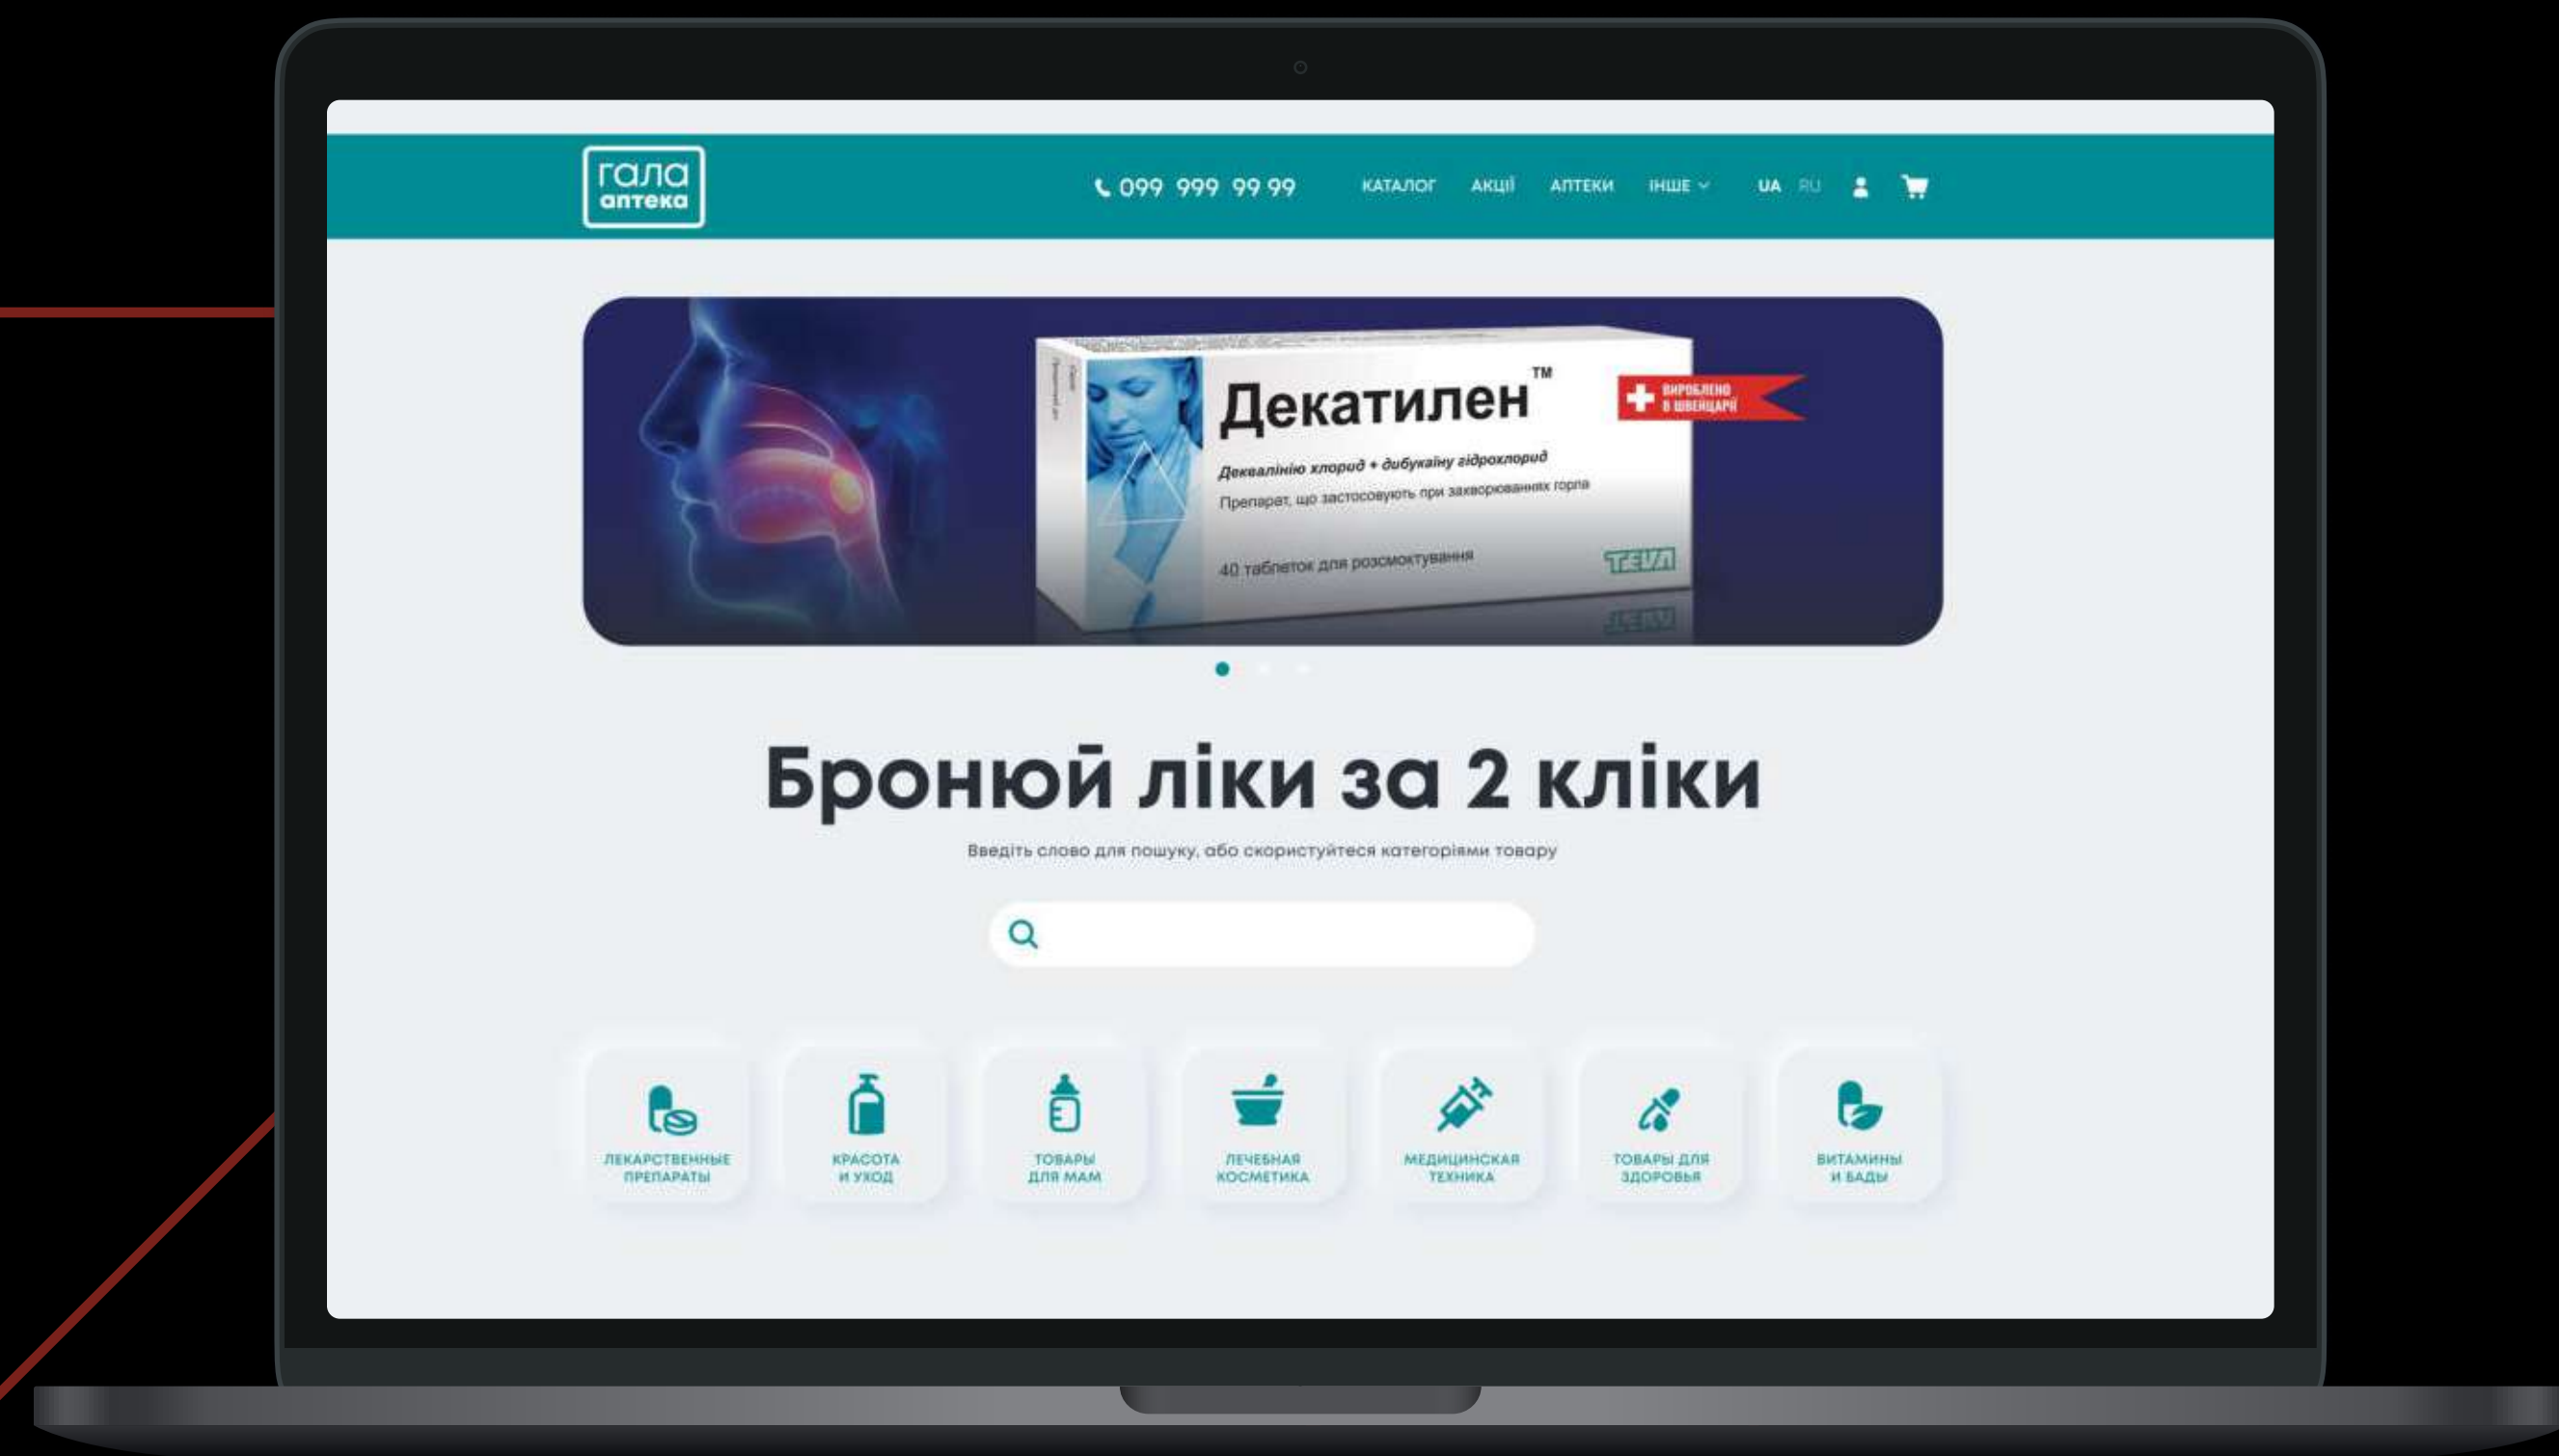 гала
аптека
099 999 99 99
КАТАЛОГ
АКЦІЇ
АПТЕКИ
ІНШЕ
UA RU
Декатилен™
ВИРОБЛЕНО
В ШВЕЙЦАРІЇ
Деквалінію хлорид + дибукаїну гідрохлорид
Препарат, що застосовують при захворюваннях горла
40 таблеток для розсмоктування
TEVA
Бронюй ліки за 2 кліки
Введіть слово для пошуку, або скористуйтеся категоріями товару
ЛЕКАРСТВЕННЫЕ
ПРЕПАРАТЫ
КРАСОТА
И УХОД
ТОВАРЫ
ДЛЯ МАМ
ЛЕЧЕБНАЯ
КОСМЕТИКА
МЕДИЦИНСКАЯ
ТЕХНИКА
ТОВАРЫ ДЛЯ
ЗДОРОВЬЯ
ВИТАМИНЫ
И БАДЫ